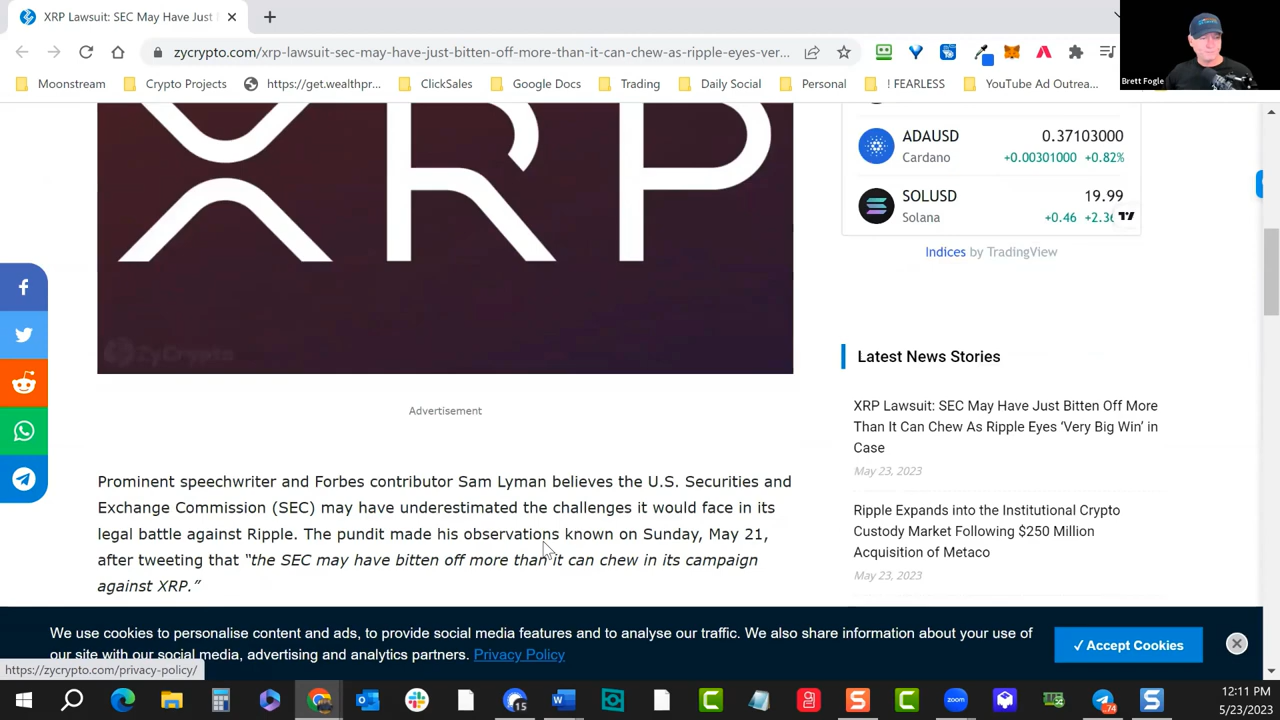 XRP Lawsuit: SEC May Have Just
zycrypto.com/xrp-lawsuit-sec-may-have-just-bitten-off-more-than-it-can-chew-as-ripple-eyes-ver...
Brett Fogle
Moonstream
Crypto Projects
https://get.wealthpr...
ClickSales
Google Docs
Trading
Daily Social
Personal
! FEARLESS
YouTube Ad Outrea...
XRP
ZyCrypto
ADAUSD 0.37103000
Cardano +0.00301000 +0.82%
SOLUSD 19.99
Solana +0.46 +2.36
Indices by TradingView
Advertisement
Prominent speechwriter and Forbes contributor Sam Lyman believes the U.S. Securities and
Exchange Commission (SEC) may have underestimated the challenges it would face in its
legal battle against Ripple. The pundit made his observations known on Sunday, May 21,
after tweeting that “the SEC may have bitten off more than it can chew in its campaign
against XRP.”
Latest News Stories
XRP Lawsuit: SEC May Have Just Bitten Off More
Than It Can Chew As Ripple Eyes ‘Very Big Win’ in
Case
May 23, 2023
Ripple Expands into the Institutional Crypto
Custody Market Following $250 Million
Acquisition of Metaco
May 23, 2023
We use cookies to personalise content and ads, to provide social media features and to analyse our traffic. We also share information about your use of
our site with our social media, advertising and analytics partners. Privacy Policy
✓ Accept Cookies
https://zycrypto.com/privacy-policy/
15
74
12:11 PM
5/23/2023